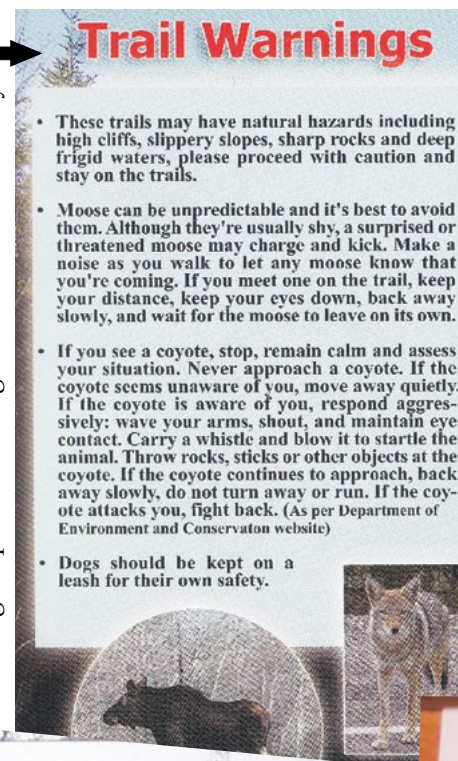 Trail Warnings
• These trails may have natural hazards including
high cliffs, slippery slopes, sharp rocks and deep
frigid waters, please proceed with caution and
stay on the trails.
• Moose can be unpredictable and it's best to avoid
them. Although they're usually shy, a surprised or
threatened moose may charge and kick. Make a
noise as you walk to let any moose know that
you're coming. If you meet one on the trail, keep
your distance, keep your eyes down, back away
slowly, and wait for the moose to leave on its own.
• If you see a coyote, stop, remain calm and assess
your situation. Never approach a coyote. If the
coyote seems unaware of you, move away quietly.
If the coyote is aware of you, respond aggres-
sively: wave your arms, shout, and maintain eye
contact. Carry a whistle and blow it to startle the
animal. Throw rocks, sticks or other objects at the
coyote. If the coyote continues to approach, back
away slowly, do not turn away or run. If the coy-
ote attacks you, fight back. (As per Department of
Environment and Conservaton website)
• Dogs should be kept on a
leash for their own safety.